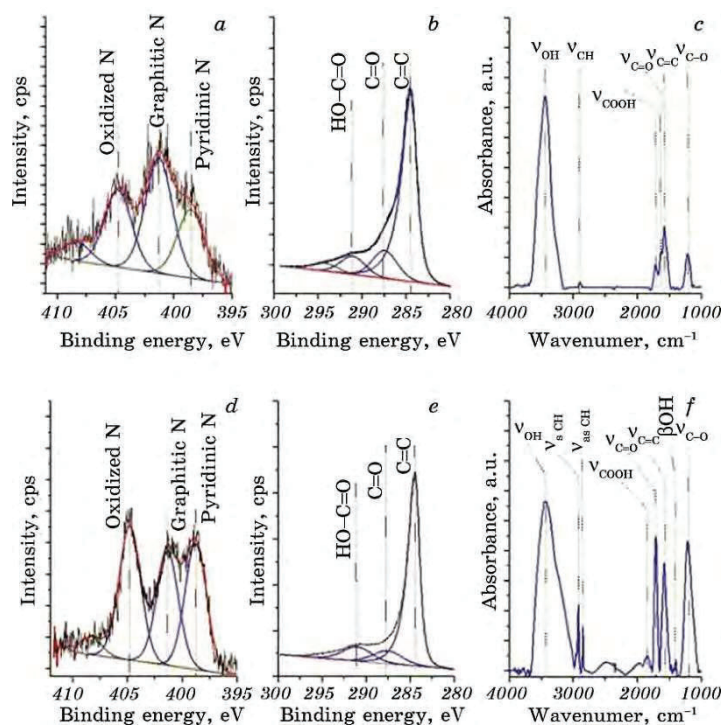 a
Intensity, cps
Oxidized N
Graphitic N
Pyridinic N
410 405 400 395
Binding energy, eV
b
Intensity, cps
HO–C=O
C=O
C=C
300 295 290 285 280
Binding energy, eV
c
Absorbance, a.u.
νOH
νCH
νCOOH
νC=O
νC=C
νC–O
4000 3000 2000 1000
Wavenumer, cm⁻¹
d
Intensity, cps
Oxidized N
Graphitic N
Pyridinic N
410 405 400 395
Binding energy, eV
e
Intensity, cps
HO–C=O
C=O
C=C
300 295 290 285 280
Binding energy, eV
f
Absorbance, a.u.
νOH
νs CH
νas CH
νCOOH
νC=O
νC=C
βOH
νC–O
4000 3000 2000 1000
Wavenumer, cm⁻¹